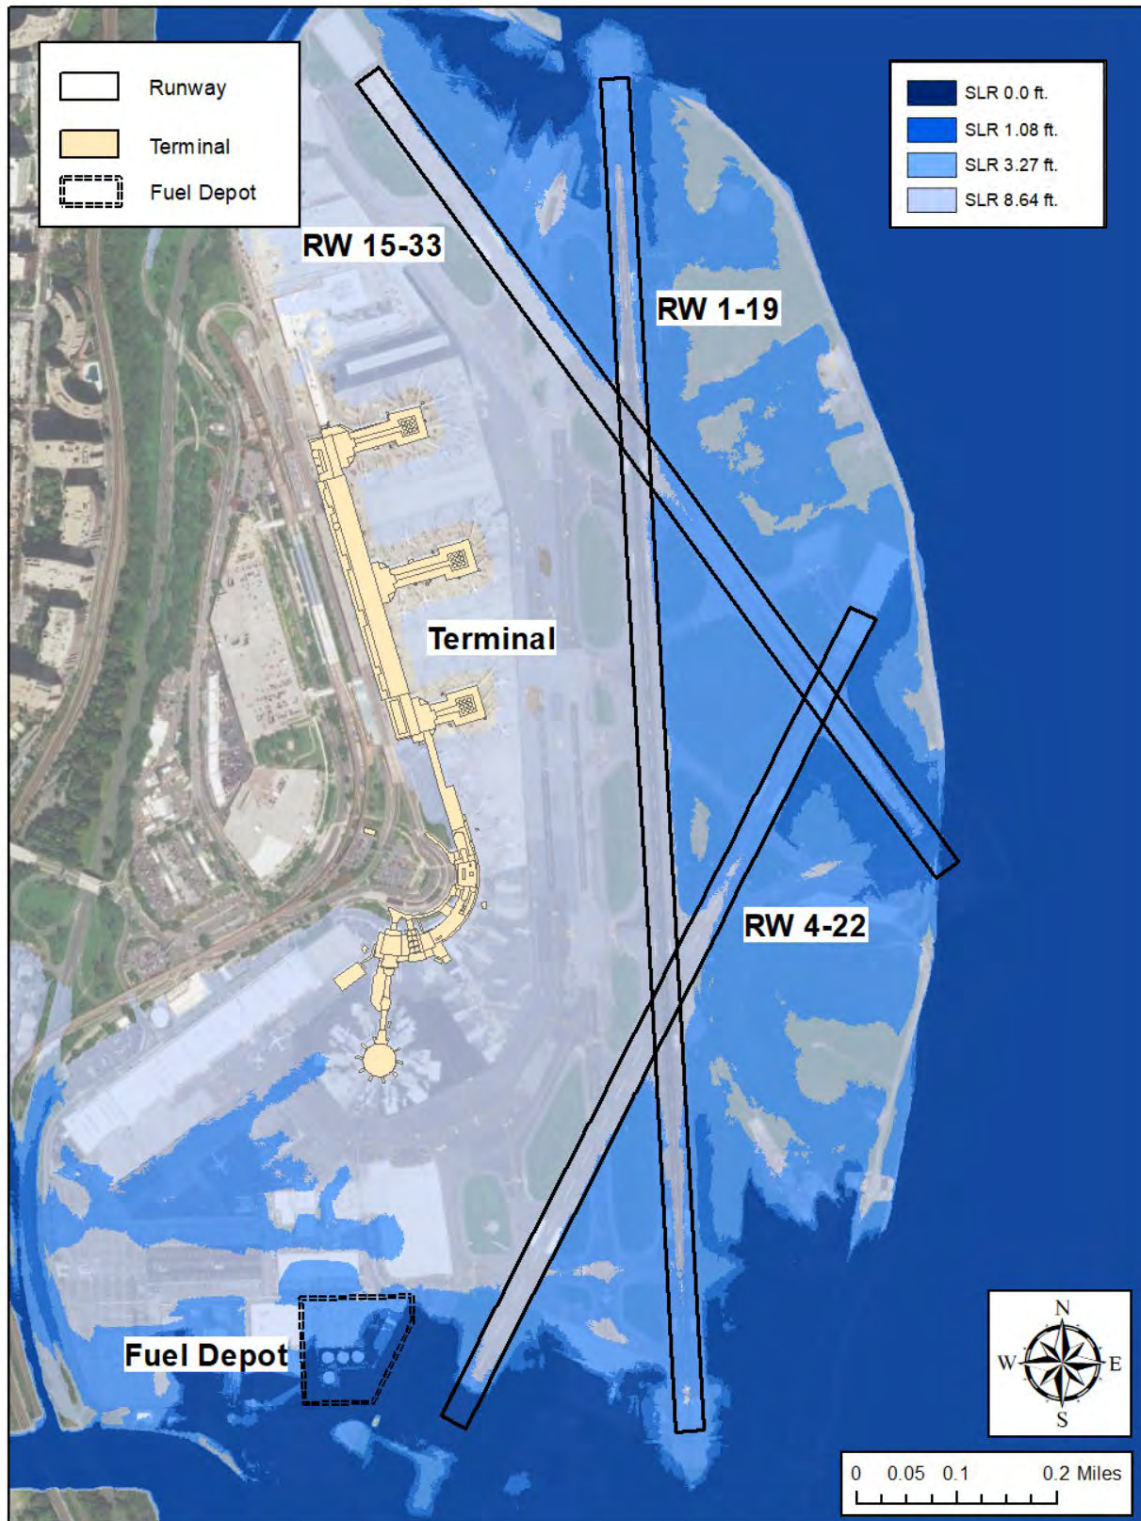 Runway
Terminal
Fuel Depot
SLR 0.0 ft.
SLR 1.08 ft.
SLR 3.27 ft.
SLR 8.64 ft.
RW 15-33
RW 1-19
Terminal
RW 4-22
Fuel Depot
N
W E
S
0 0.05 0.1 0.2 Miles